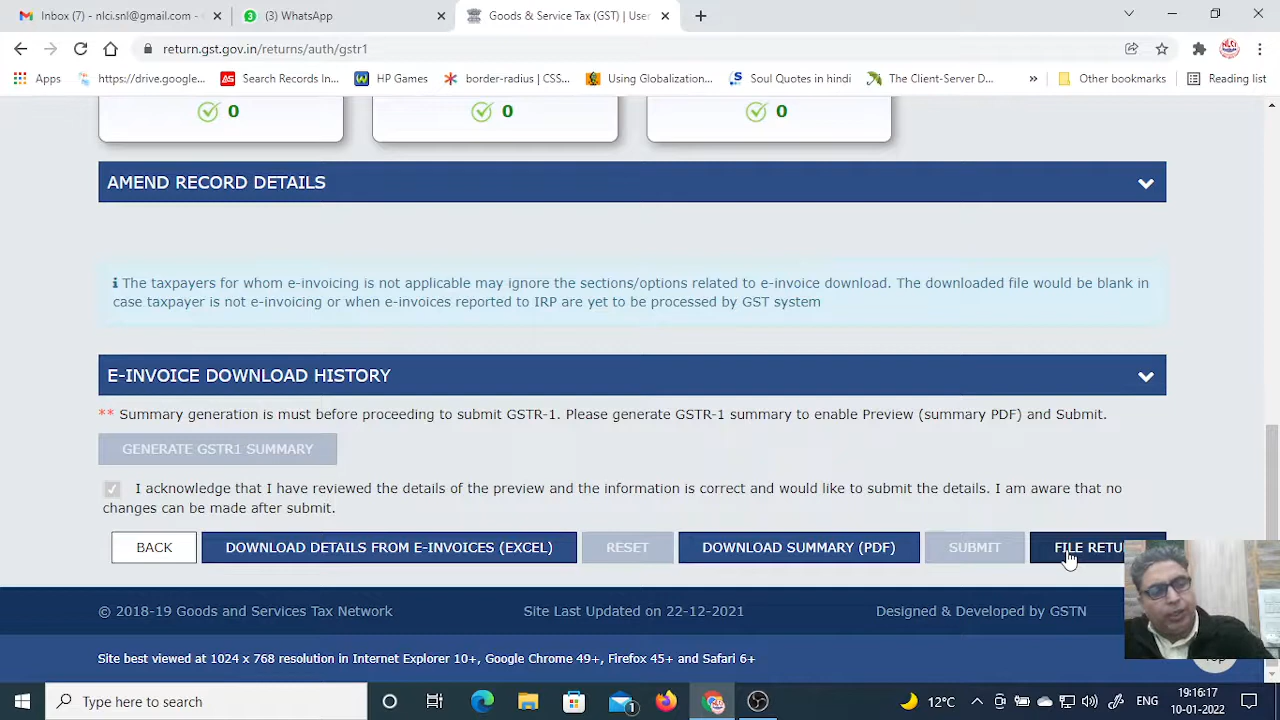 Inbox (7) - nlci.snl@gmail.com -
3
(3) WhatsApp
Goods & Service Tax (GST) | User
return.gst.gov.in/returns/auth/gstr1
NLC
Apps
https://drive.google...
AS
Search Records In...
W
HP Games
border-radius | CSS...
Using Globalization...
S
Soul Quotes in hindi
The Client-Server D...
»
Other bookmarks
Reading list
0
0
0
AMEND RECORD DETAILS
The taxpayers for whom e-invoicing is not applicable may ignore the sections/options related to e-invoice download. The downloaded file would be blank in
case taxpayer is not e-invoicing or when e-invoices reported to IRP are yet to be processed by GST system
E-INVOICE DOWNLOAD HISTORY
** Summary generation is must before proceeding to submit GSTR-1. Please generate GSTR-1 summary to enable Preview (summary PDF) and Submit.
GENERATE GSTR1 SUMMARY
I acknowledge that I have reviewed the details of the preview and the information is correct and would like to submit the details. I am aware that no
changes can be made after submit.
BACK
DOWNLOAD DETAILS FROM E-INVOICES (EXCEL)
RESET
DOWNLOAD SUMMARY (PDF)
SUBMIT
FILE RETU
© 2018-19 Goods and Services Tax Network
Site Last Updated on 22-12-2021
Designed & Developed by GSTN
Site best viewed at 1024 x 768 resolution in Internet Explorer 10+, Google Chrome 49+, Firefox 45+ and Safari 6+
Type here to search
1
12°C
ENG
19:16:17
10-01-2022